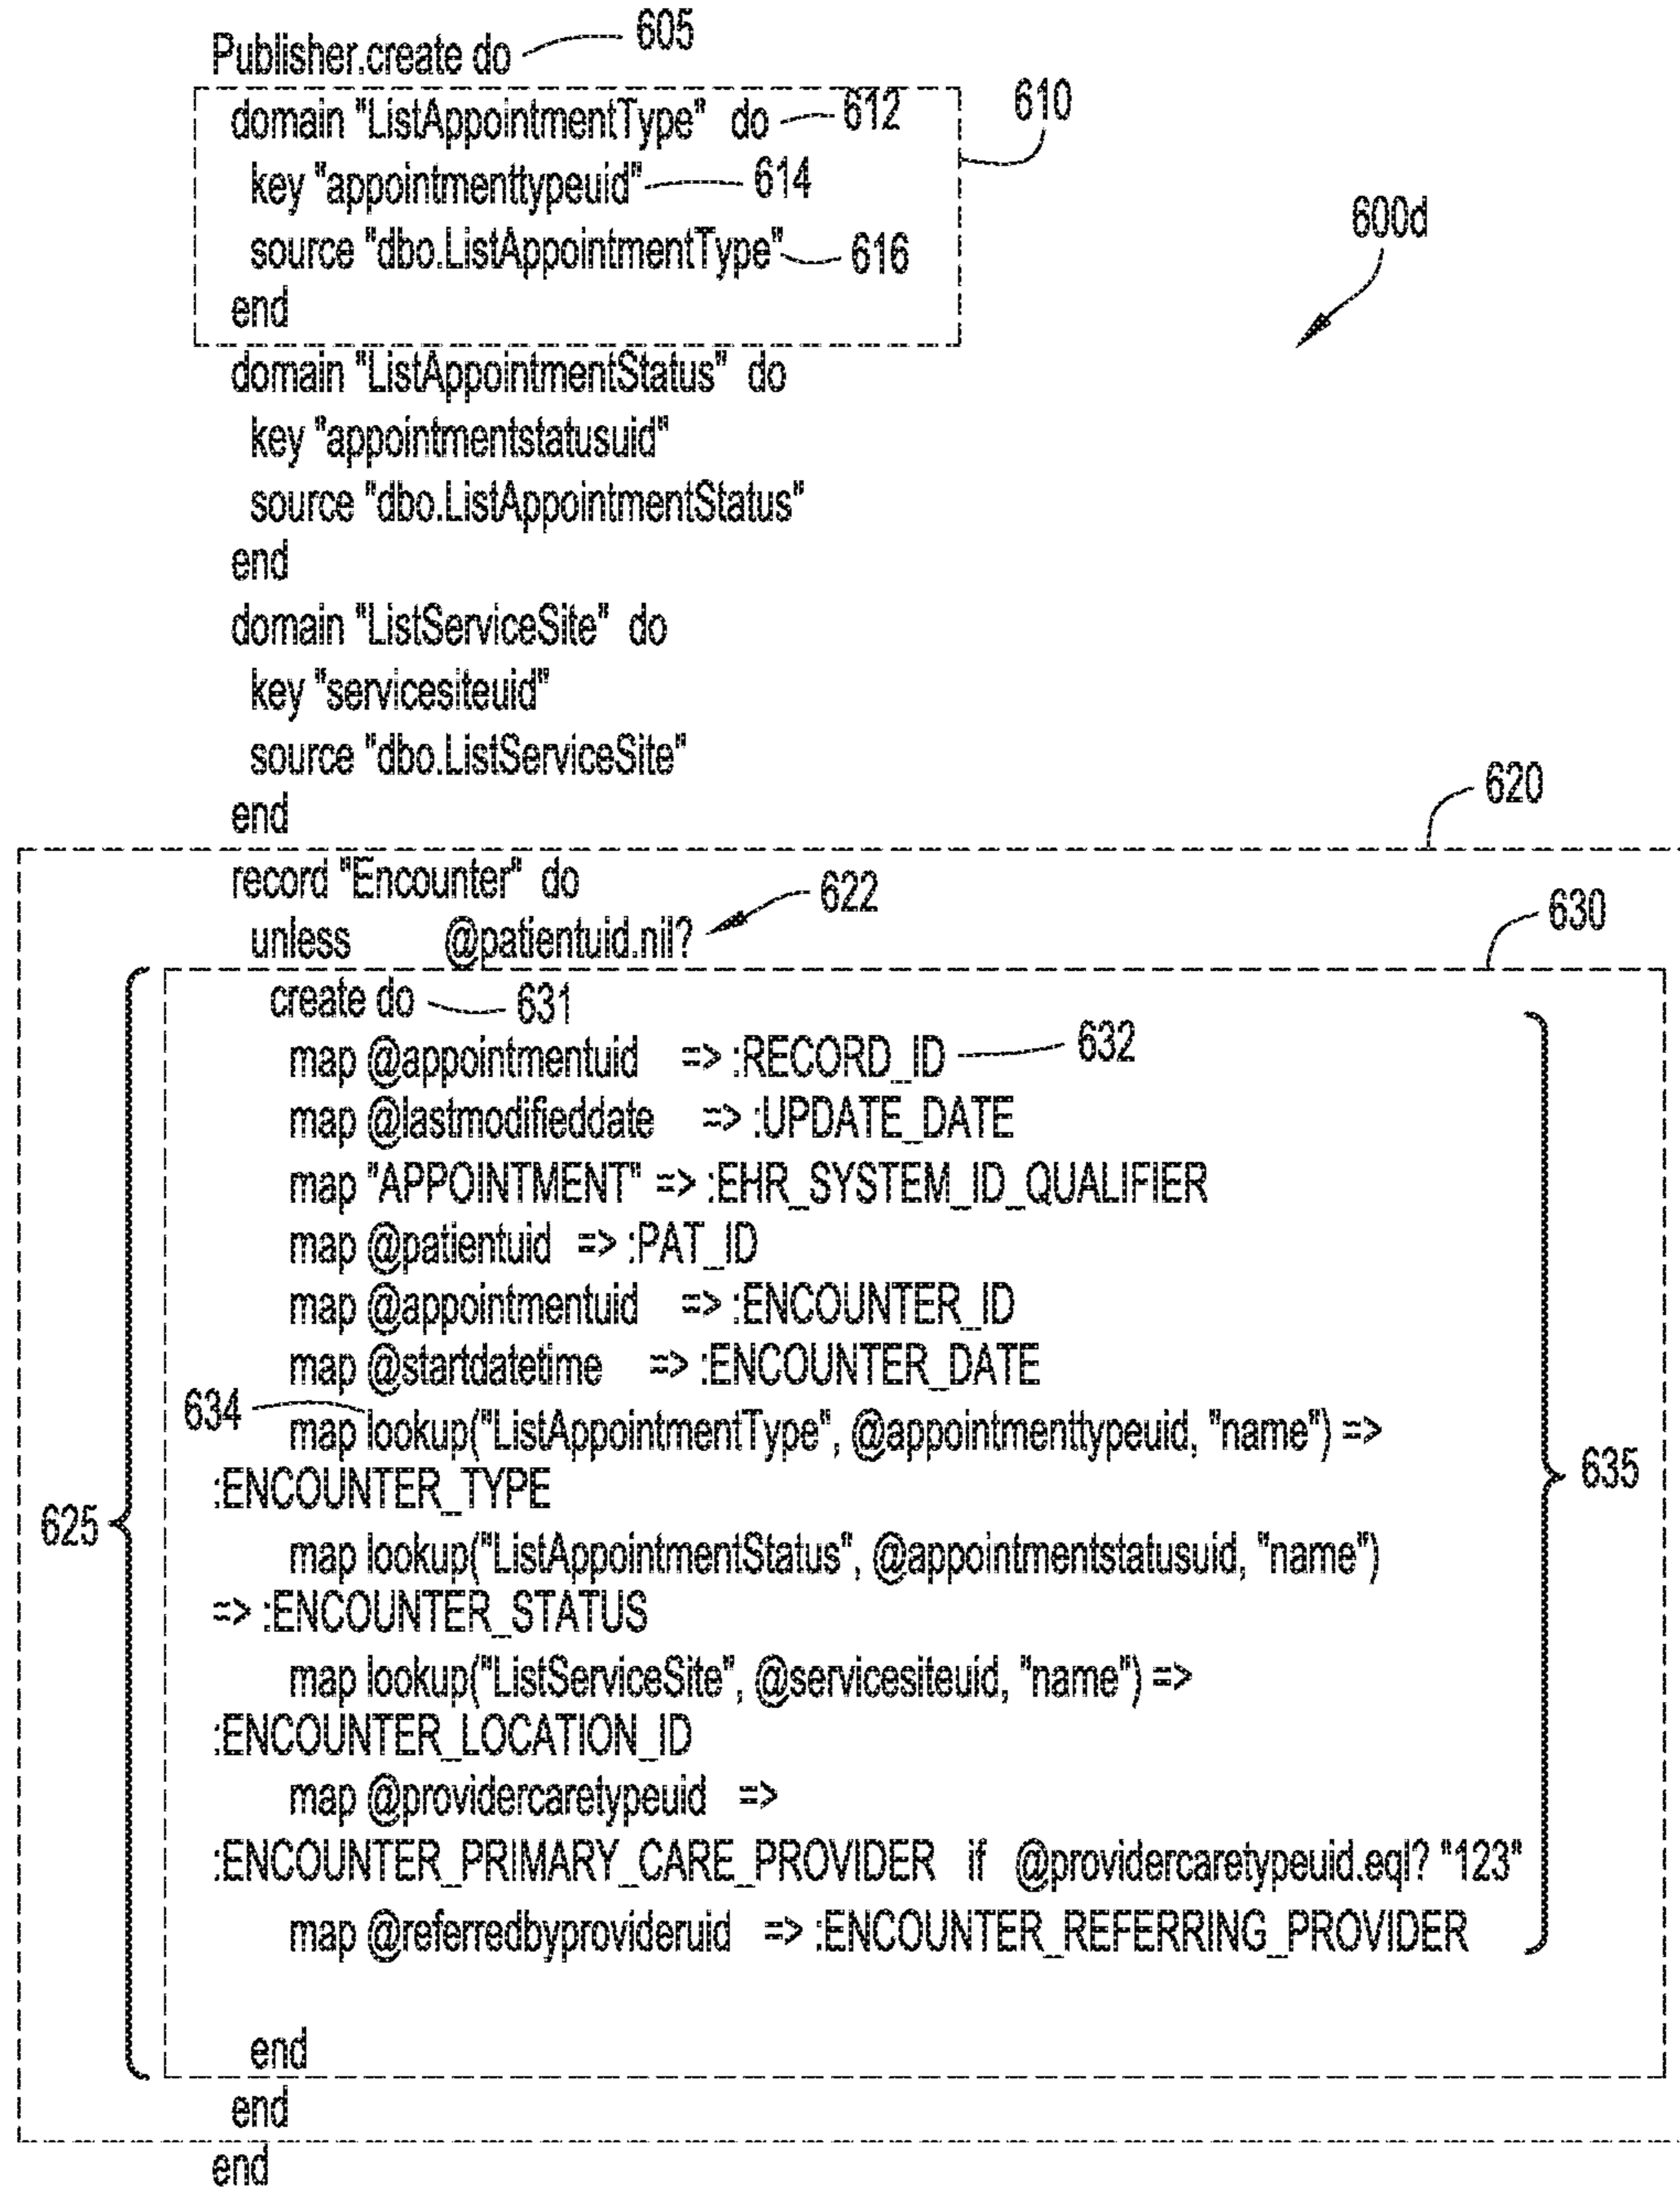 Publisher.create do 605
domain "ListAppointmentType" do 612 610
key "appointmenttypeuid" 614
source "dbo.ListAppointmentType" 616 600d
end
domain "ListAppointmentStatus" do
key "appointmentstatusuid"
source "dbo.ListAppointmentStatus"
end
domain "ListServiceSite" do
key "servicesiteuid"
source "dbo.ListServiceSite"
end 620
record "Encounter" do
unless @patientuid.nil? 622 630
create do 631
map @appointmentuid => :RECORD_ID 632
map @lastmodifieddate => :UPDATE_DATE
map "APPOINTMENT" => :EHR_SYSTEM_ID_QUALIFIER
map @patientuid => :PAT_ID
map @appointmentuid => :ENCOUNTER_ID
map @startdatetime => :ENCOUNTER_DATE
634 map lookup("ListAppointmentType", @appointmenttypeuid, "name") =>
:ENCOUNTER_TYPE 635
625 map lookup("ListAppointmentStatus", @appointmentstatusuid, "name")
=> :ENCOUNTER_STATUS
map lookup("ListServiceSite", @servicesiteuid, "name") =>
:ENCOUNTER_LOCATION_ID
map @providercaretypeuid =>
:ENCOUNTER_PRIMARY_CARE_PROVIDER if @providercaretypeuid.eql? "123"
map @referredbyprovideruid => :ENCOUNTER_REFERRING_PROVIDER
end
end
end